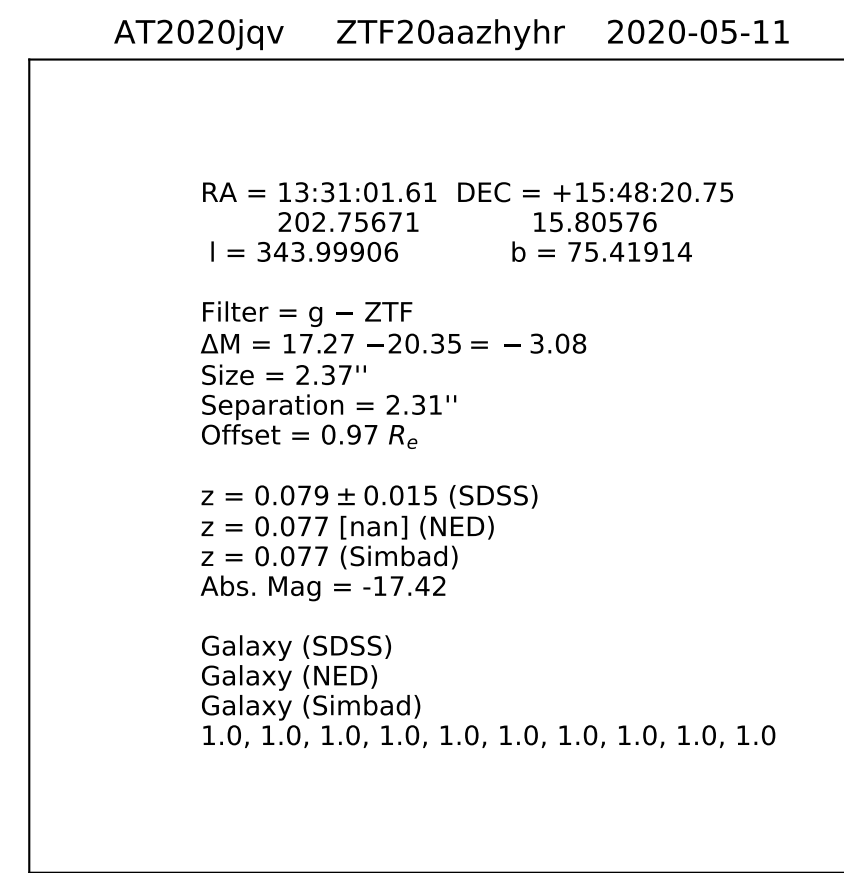 AT2020jqv ZTF20aazhyhr 2020-05-11
RA = 13:31:01.61 DEC = +15:48:20.75
202.75671 15.80576
l = 343.99906 b = 75.41914
Filter = g − ZTF
ΔM = 17.27 −20.35 = − 3.08
Size = 2.37''
Separation = 2.31''
Offset = 0.97 Rₑ
z = 0.079 ± 0.015 (SDSS)
z = 0.077 [nan] (NED)
z = 0.077 (Simbad)
Abs. Mag = -17.42
Galaxy (SDSS)
Galaxy (NED)
Galaxy (Simbad)
1.0, 1.0, 1.0, 1.0, 1.0, 1.0, 1.0, 1.0, 1.0, 1.0